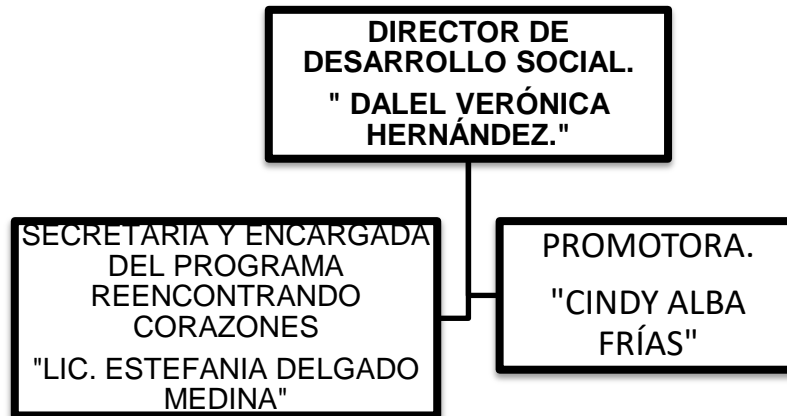 DIRECTOR DE
DESARROLLO SOCIAL.
" DALEL VERÓNICA
HERNÁNDEZ."
SECRETARIA Y ENCARGADA
DEL PROGRAMA
REENCONTRANDO
CORAZONES
"LIC. ESTEFANIA DELGADO
MEDINA"
PROMOTORA.
"CINDY ALBA
FRÍAS"